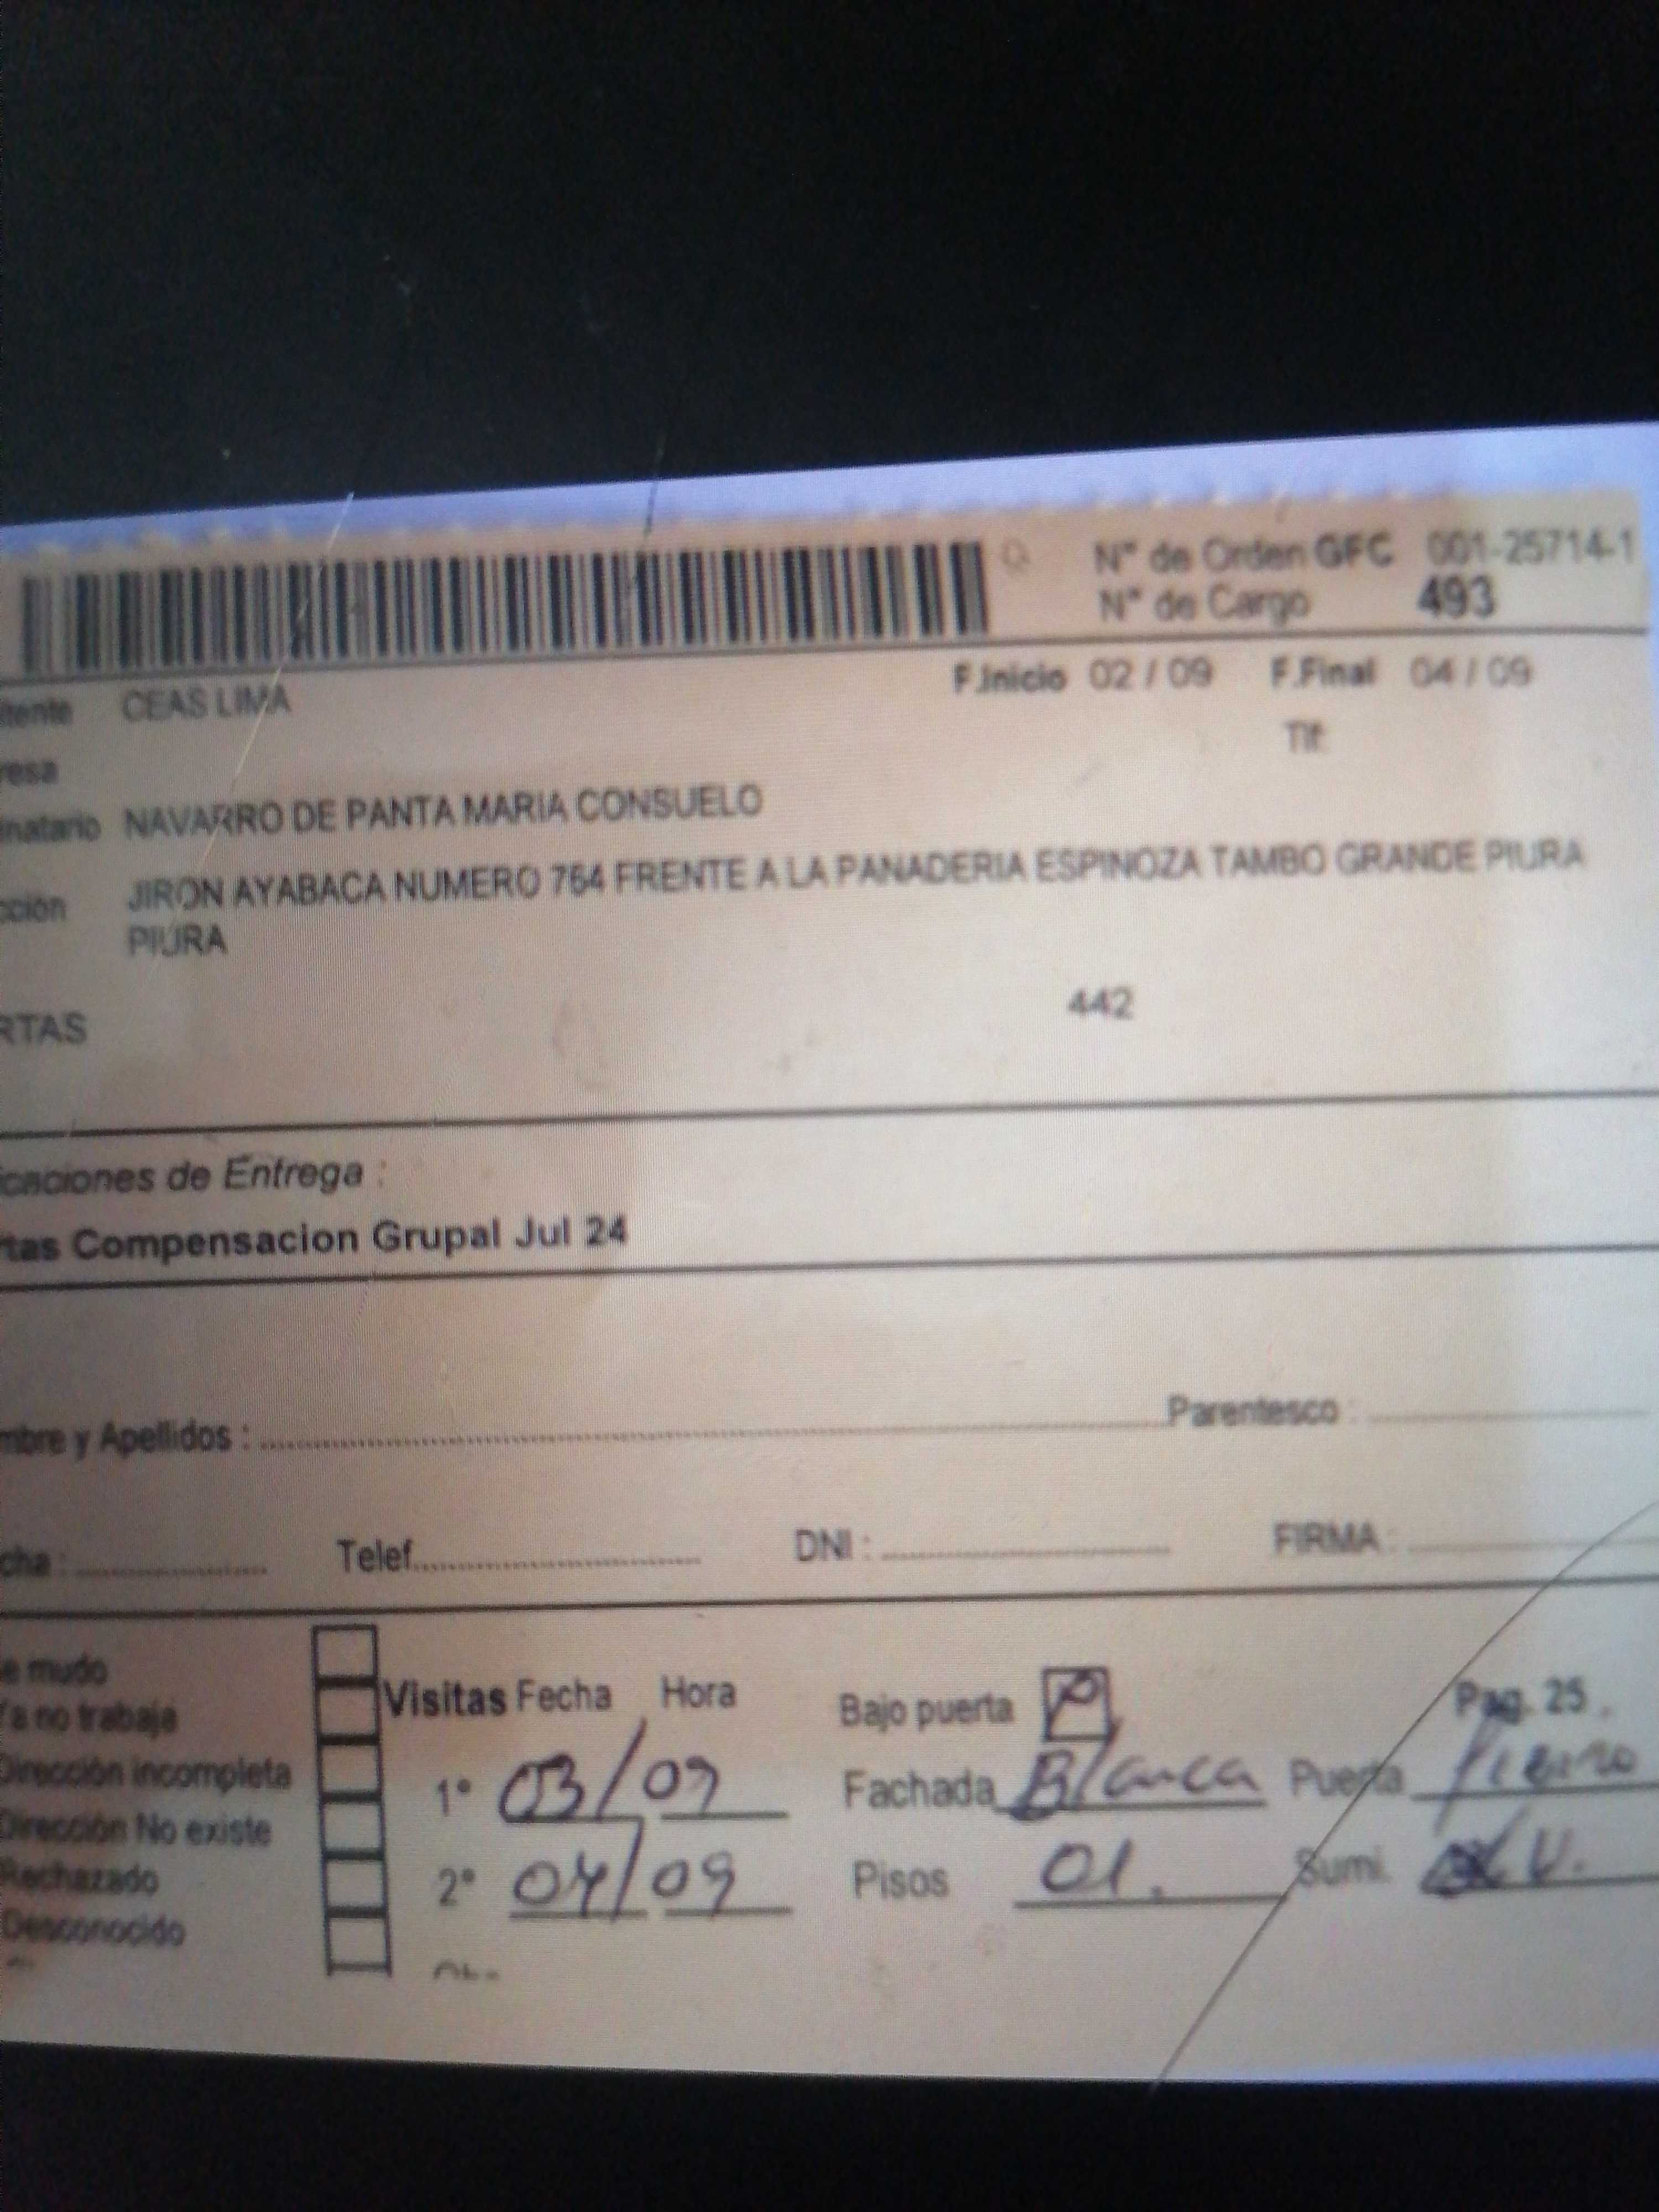 N° de Orden GFC 001-25714-1
N° de Cargo 493
F.Inicio 02 / 09 F.Final 04 / 09
itente CEAS LIMA
Tlf:
resa
inatario NAVARRO DE PANTA MARIA CONSUELO
cción JIRON AYABACA NUMERO 764 FRENTE A LA PANADERIA ESPINOZA TAMBO GRANDE PIURA
PIURA
RTAS 442
icaciones de Entrega :
rtas Compensacion Grupal Jul 24
mbre y Apellidos : Parentesco :
cha : Telef. DNI : FIRMA :
e mudo
Ya no trabaja
Dirección incompleta
Dirección No existe
Rechazado
Desconocido
Visitas Fecha Hora
1° 03/09
2° 04/09
Bajo puerta Pag. 25
Fachada Blanca Puerta
Pisos 01. Sumi.